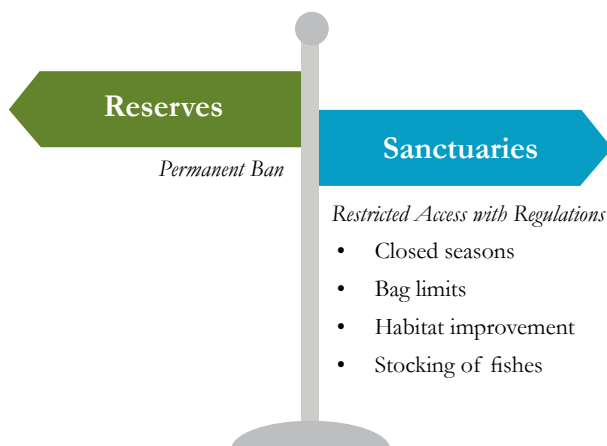 Reserves
Permanent Ban
Sanctuaries
Restricted Access with Regulations
• Closed seasons
• Bag limits
• Habitat improvement
• Stocking of fishes